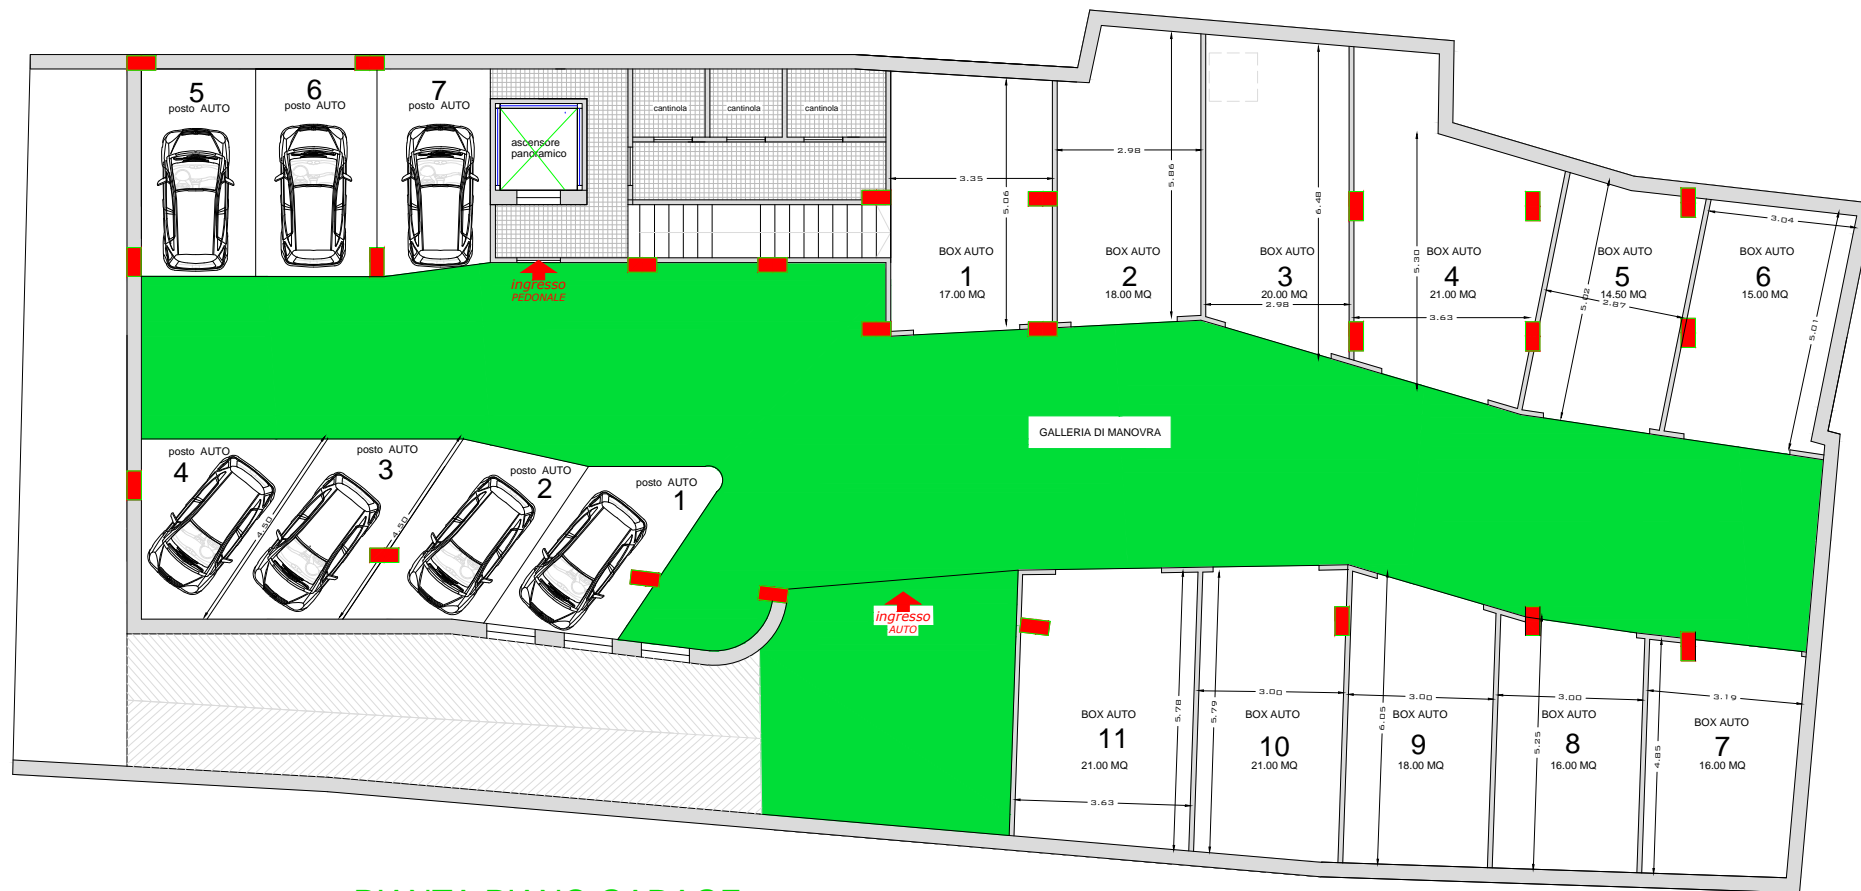 5
posto AUTO
6
posto AUTO
7
posto AUTO
ascensore
panoramico
cantinola
cantinola
cantinola
3.35
5.06
BOX AUTO
1
17.00 MQ
2.98
5.86
BOX AUTO
2
18.00 MQ
6.48
BOX AUTO
3
20.00 MQ
2.98
5.30
BOX AUTO
4
21.00 MQ
3.63
5.02
BOX AUTO
5
14.50 MQ
2.87
3.04
BOX AUTO
6
15.00 MQ
5.01
ingresso
PEDONALE
GALLERIA DI MANOVRA
posto AUTO
4
4.50
posto AUTO
3
4.50
posto AUTO
2
posto AUTO
1
ingresso
AUTO
5.78
BOX AUTO
11
21.00 MQ
3.63
5.79
3.00
BOX AUTO
10
21.00 MQ
6.05
3.00
BOX AUTO
9
18.00 MQ
3.00
5.25
BOX AUTO
8
16.00 MQ
4.85
3.19
BOX AUTO
7
16.00 MQ
PIANTA PIANO GARAGE